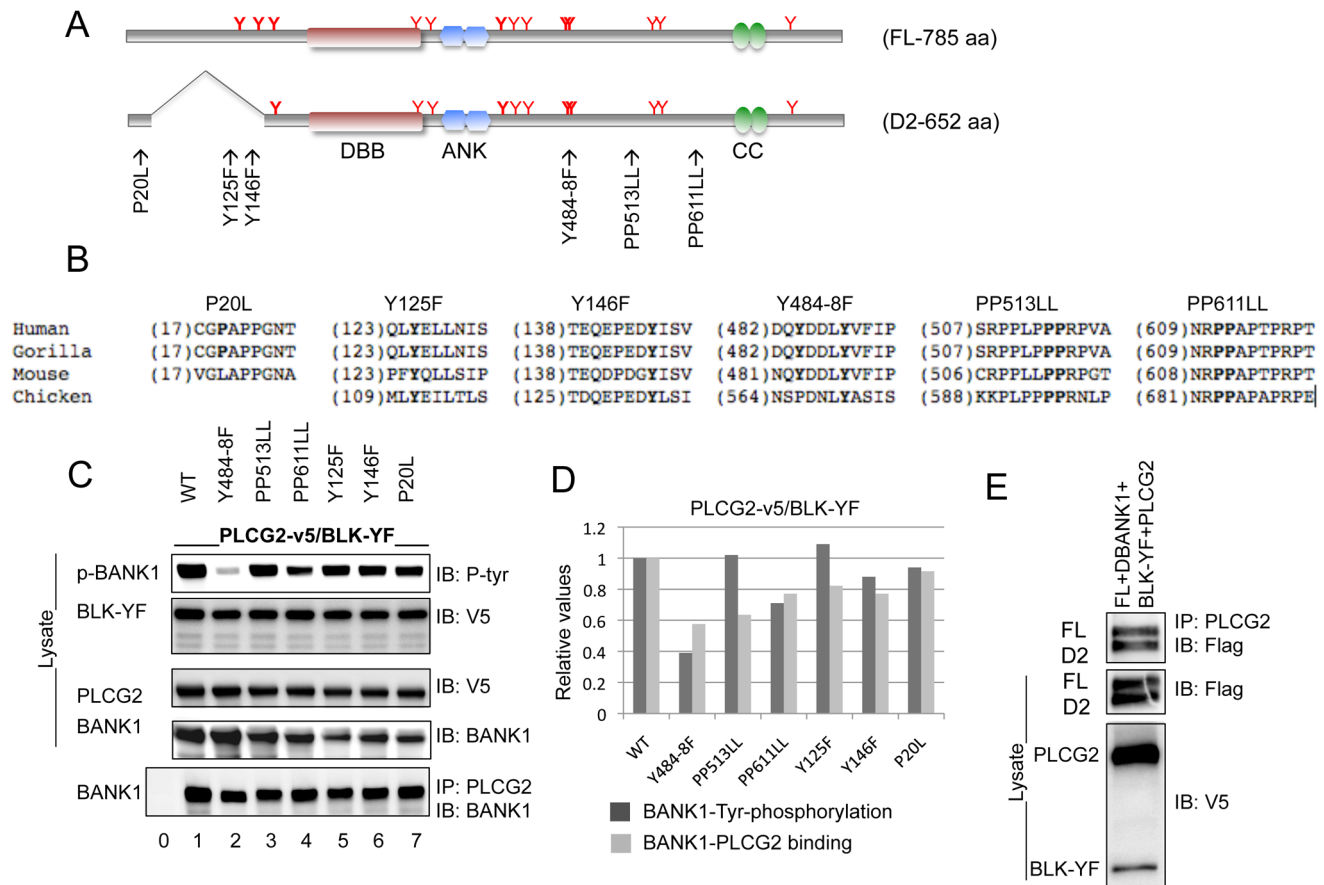 A
Y Y Y Y Y Y Y Y Y Y Y Y Y
(FL-785 aa)
Y Y Y Y Y Y Y Y Y Y Y
(D2-652 aa)
DBB
ANK
CC
P20L→
Y125F→
Y146F→
Y484-8F→
PP513LL→
PP611LL→
B
P20L Y125F Y146F Y484-8F PP513LL PP611LL
Human (17)CGPAPPGNT (123)QLYELLNIS (138)TEQEPEDYISV (482)DQYDDLYVFIP (507)SRPPLPPPRPVA (609)NRPPAPTPRPT
Gorilla (17)CGPAPPGNT (123)QLYELLNIS (138)TEQEPEDYISV (482)DQYDDLYVFIP (507)SRPPLPPPRPVA (609)NRPPAPTPRPT
Mouse (17)VGLAPPGNA (123)PFYQLLSIP (138)TEQDPDGYISV (481)NQYDDLYVFIP (506)CRPPLLPPRPGT (608)NRPPAPTPRPT
Chicken (109)MLYEILTLS (125)TDQEPEDYLSI (564)NSPDNLYASIS (588)KKPLPPPPRNLP (681)NRPPAPAPRPE
C
WT
Y484-8F
PP513LL
PP611LL
Y125F
Y146F
P20L
PLCG2-v5/BLK-YF
p-BANK1 IB: P-tyr
BLK-YF IB: V5
Lysate
PLCG2 IB: V5
BANK1 IB: BANK1
BANK1 IP: PLCG2
IB: BANK1
0 1 2 3 4 5 6 7
D
PLCG2-v5/BLK-YF
Relative values
1.2
1
0.8
0.6
0.4
0.2
0
WT
Y484-8F
PP513LL
PP611LL
Y125F
Y146F
P20L
BANK1-Tyr-phosphorylation
BANK1-PLCG2 binding
E
FL+DBANK1+
BLK-YF+PLCG2
FL IP: PLCG2
D2 IB: Flag
FL IB: Flag
D2
Lysate
PLCG2
IB: V5
BLK-YF